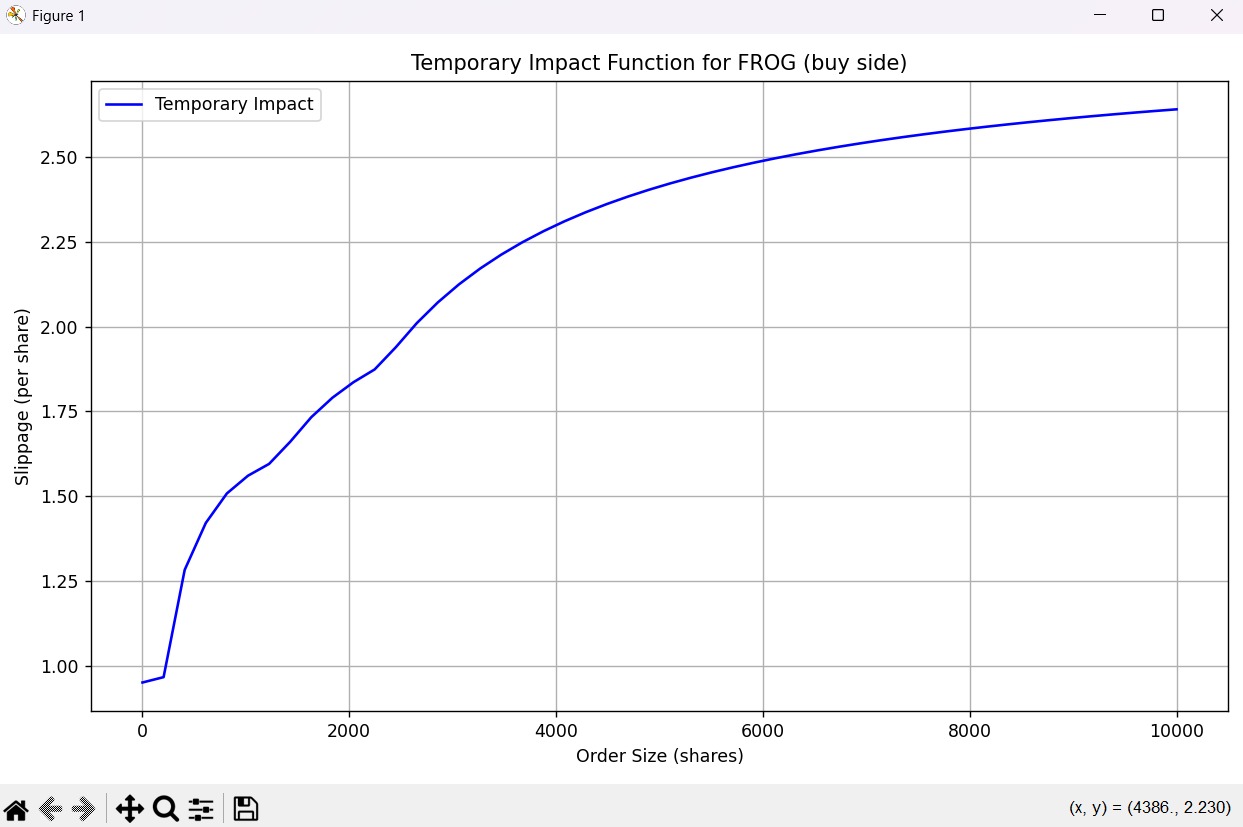 Figure 1
Temporary Impact Function for FROG (buy side)
Temporary Impact
2.50
2.25
2.00
1.75
1.50
1.25
1.00
Slippage (per share)
0 2000 4000 6000 8000 10000
Order Size (shares)
(x, y) = (4386., 2.230)